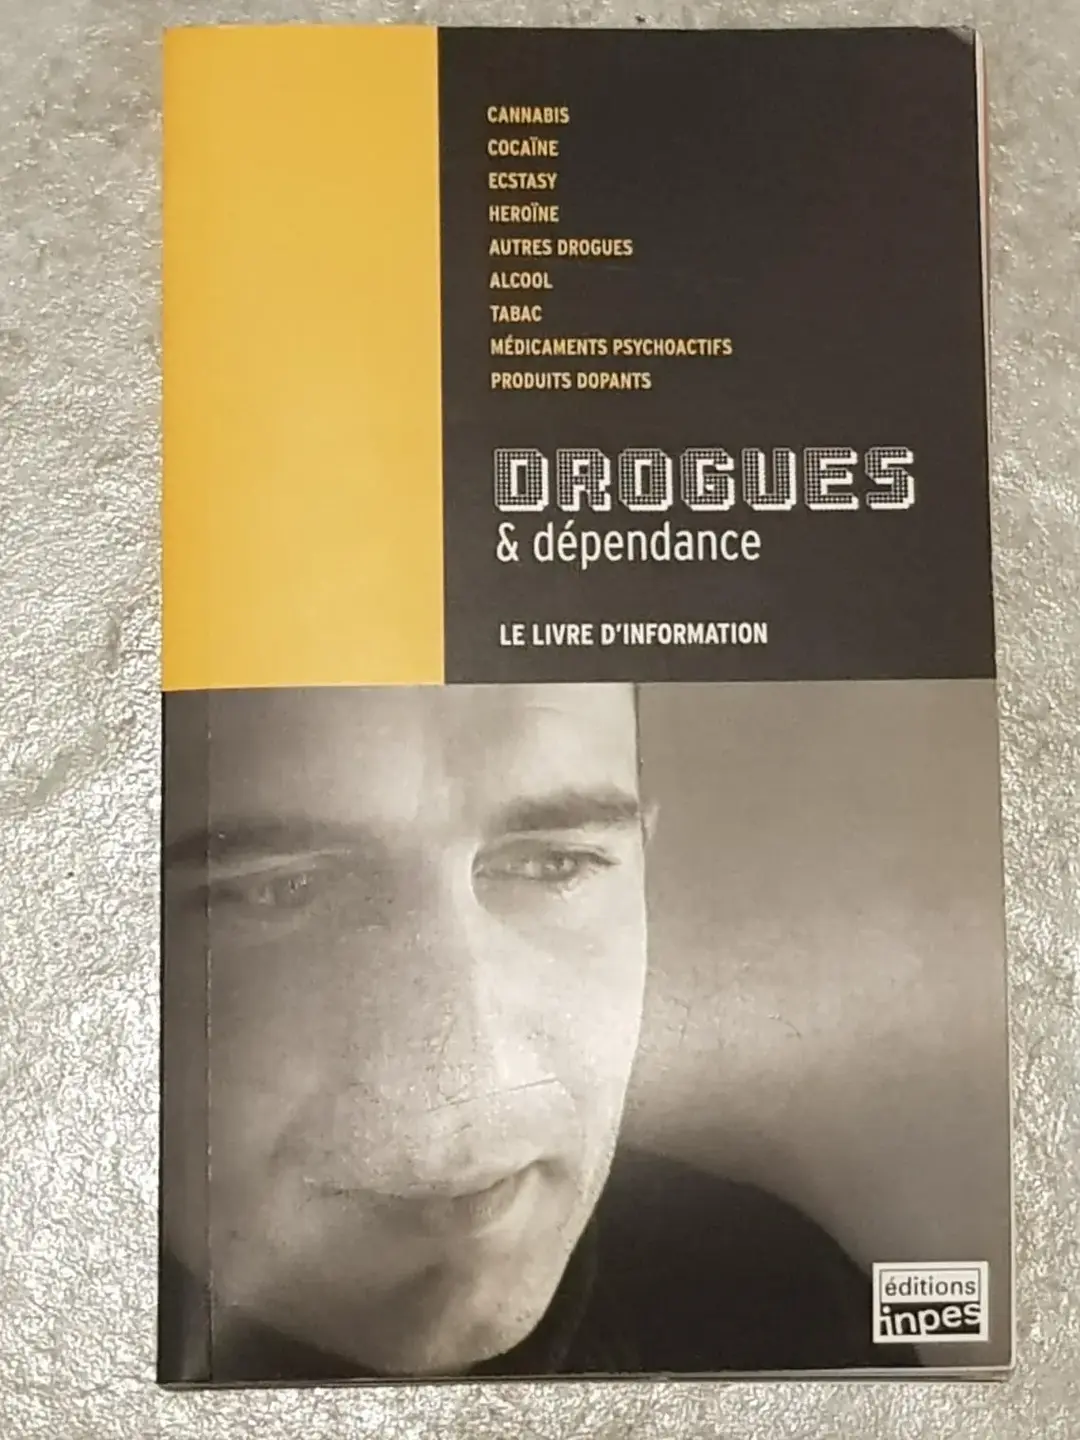 CANNABIS
COCAÏNE
ECSTASY
HEROÏNE
AUTRES DROGUES
ALCOOL
TABAC
MÉDICAMENTS PSYCHOACTIFS
PRODUITS DOPANTS
DROGUES
& dépendance
LE LIVRE D'INFORMATION
éditions
inpes